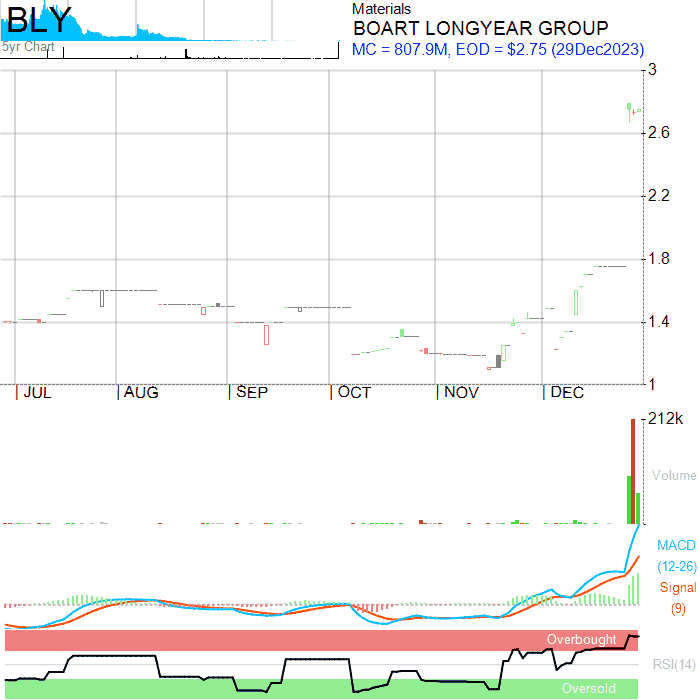 BLY
5yr Chart
Materials
BOART LONGYEAR GROUP
MC = 807.9M, EOD = $2.75 (29Dec2023)
3
2.6
2.2
1.8
1.4
1
JUL AUG SEP OCT NOV DEC
212k
Volume
MACD
(12-26)
Signal
(9)
Overbought
RSI(14)
Oversold